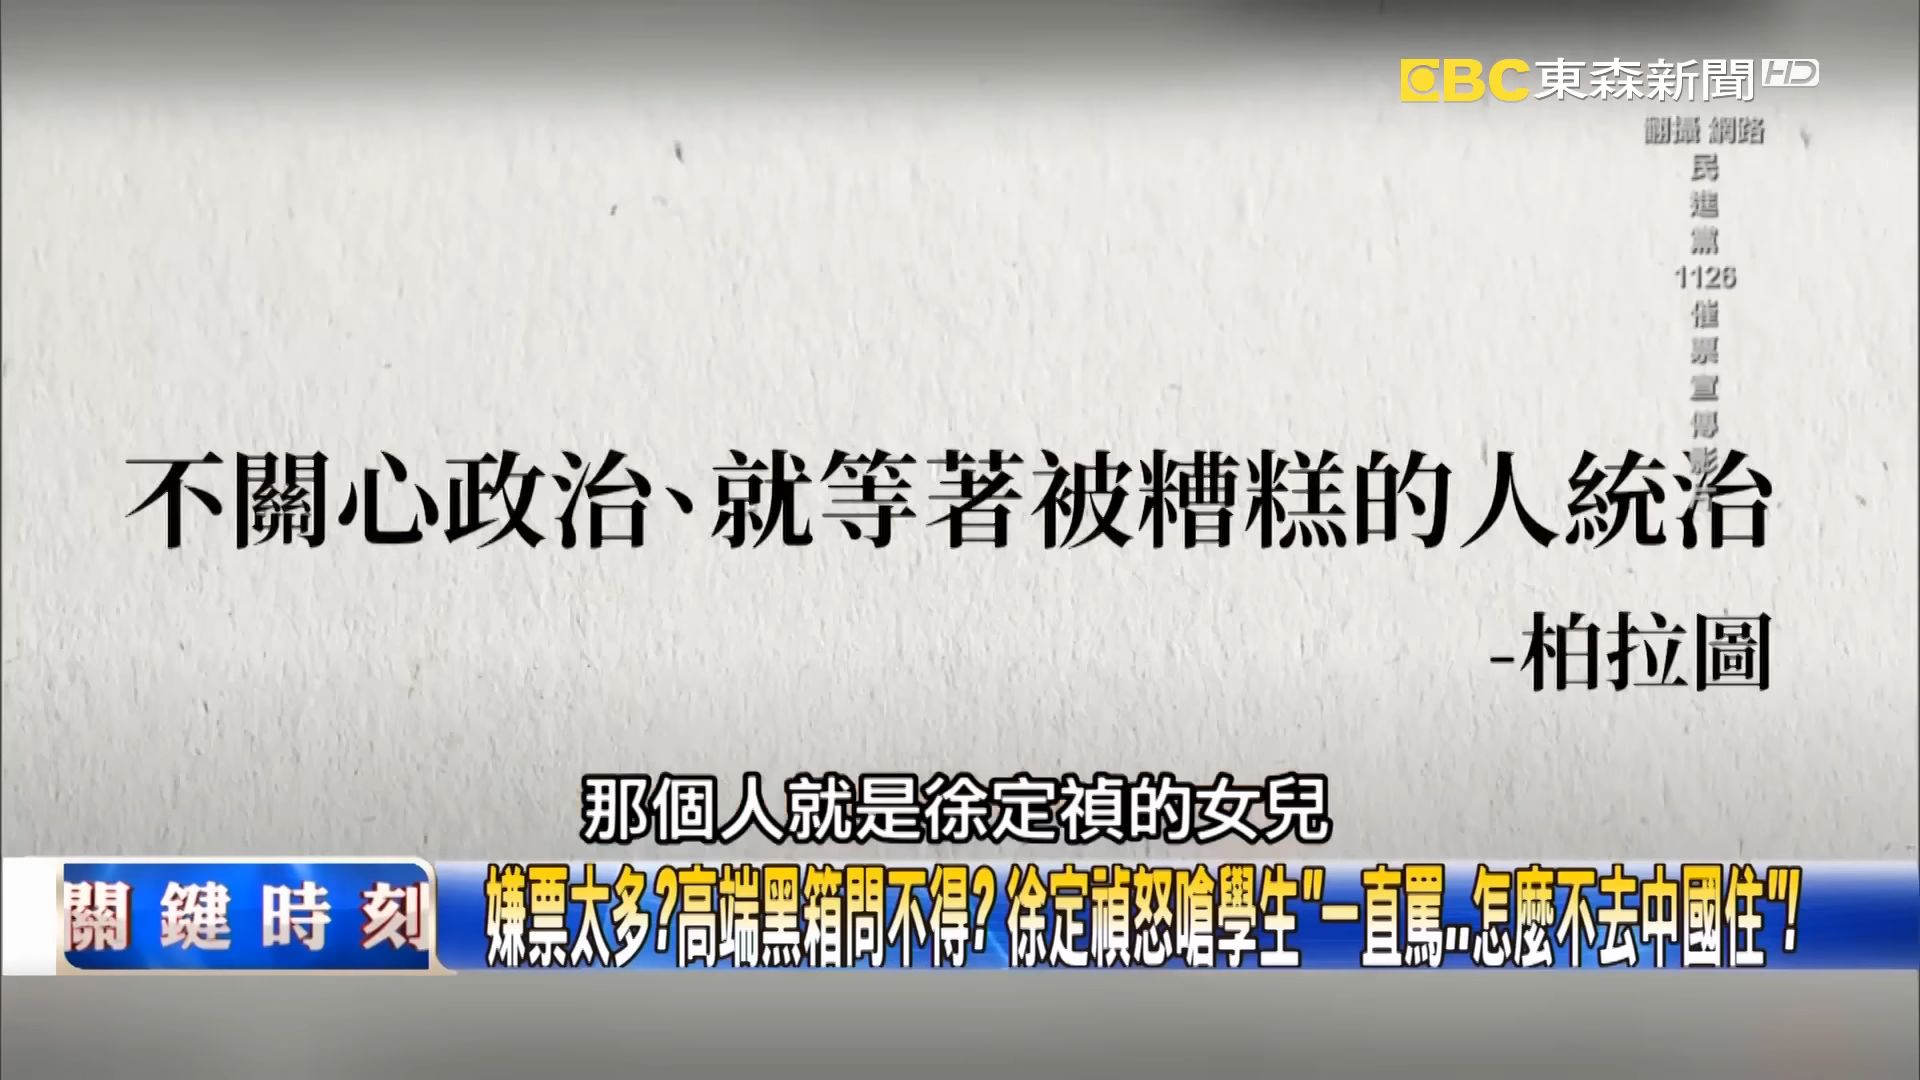 EBC東森新聞HD
翻攝 網路
民進黨1126催票宣傳影片
不關心政治、就等著被糟糕的人統治
-柏拉圖
那個人就是徐定禎的女兒
關鍵時刻
嫌票太多?高端黑箱問不得?徐定禎怒嗆學生"一直罵..怎麼不去中國住"!